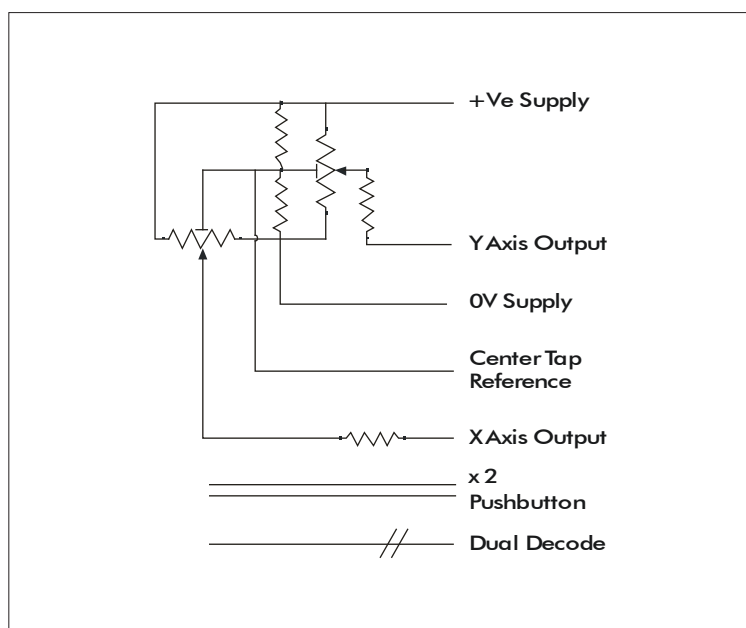 +Ve Supply
Y Axis Output
0V Supply
Center Tap
Reference
X Axis Output
x 2
Pushbutton
Dual Decode